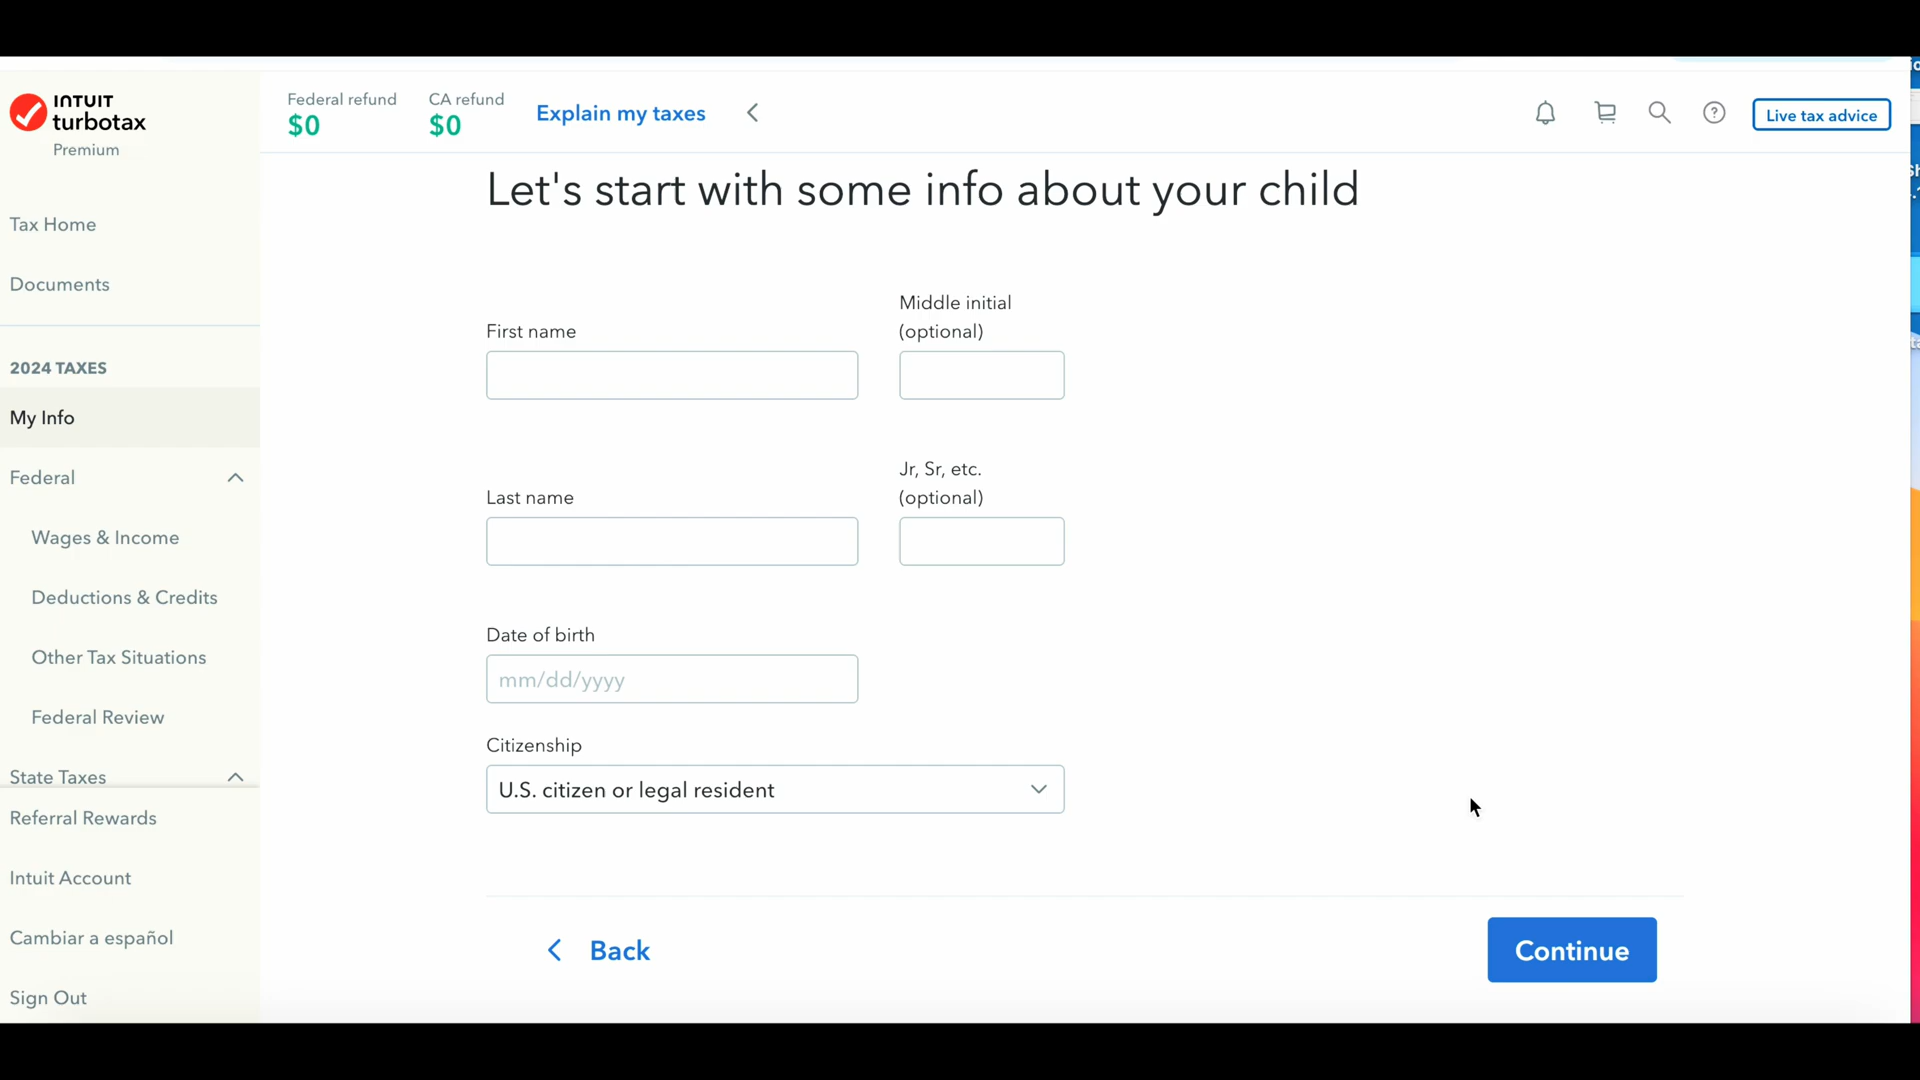 INTUIT
turbotax
Premium
Tax Home
Documents
2024 TAXES
My Info
Federal
Wages & Income
Deductions & Credits
Other Tax Situations
Federal Review
State Taxes
Referral Rewards
Intuit Account
Cambiar a español
Sign Out
Federal refund
$0
CA refund
$0
Explain my taxes
Live tax advice
Let's start with some info about your child
First name
Middle initial
(optional)
Last name
Jr, Sr, etc.
(optional)
Date of birth
mm/dd/yyyy
Citizenship
U.S. citizen or legal resident
Back
Continue